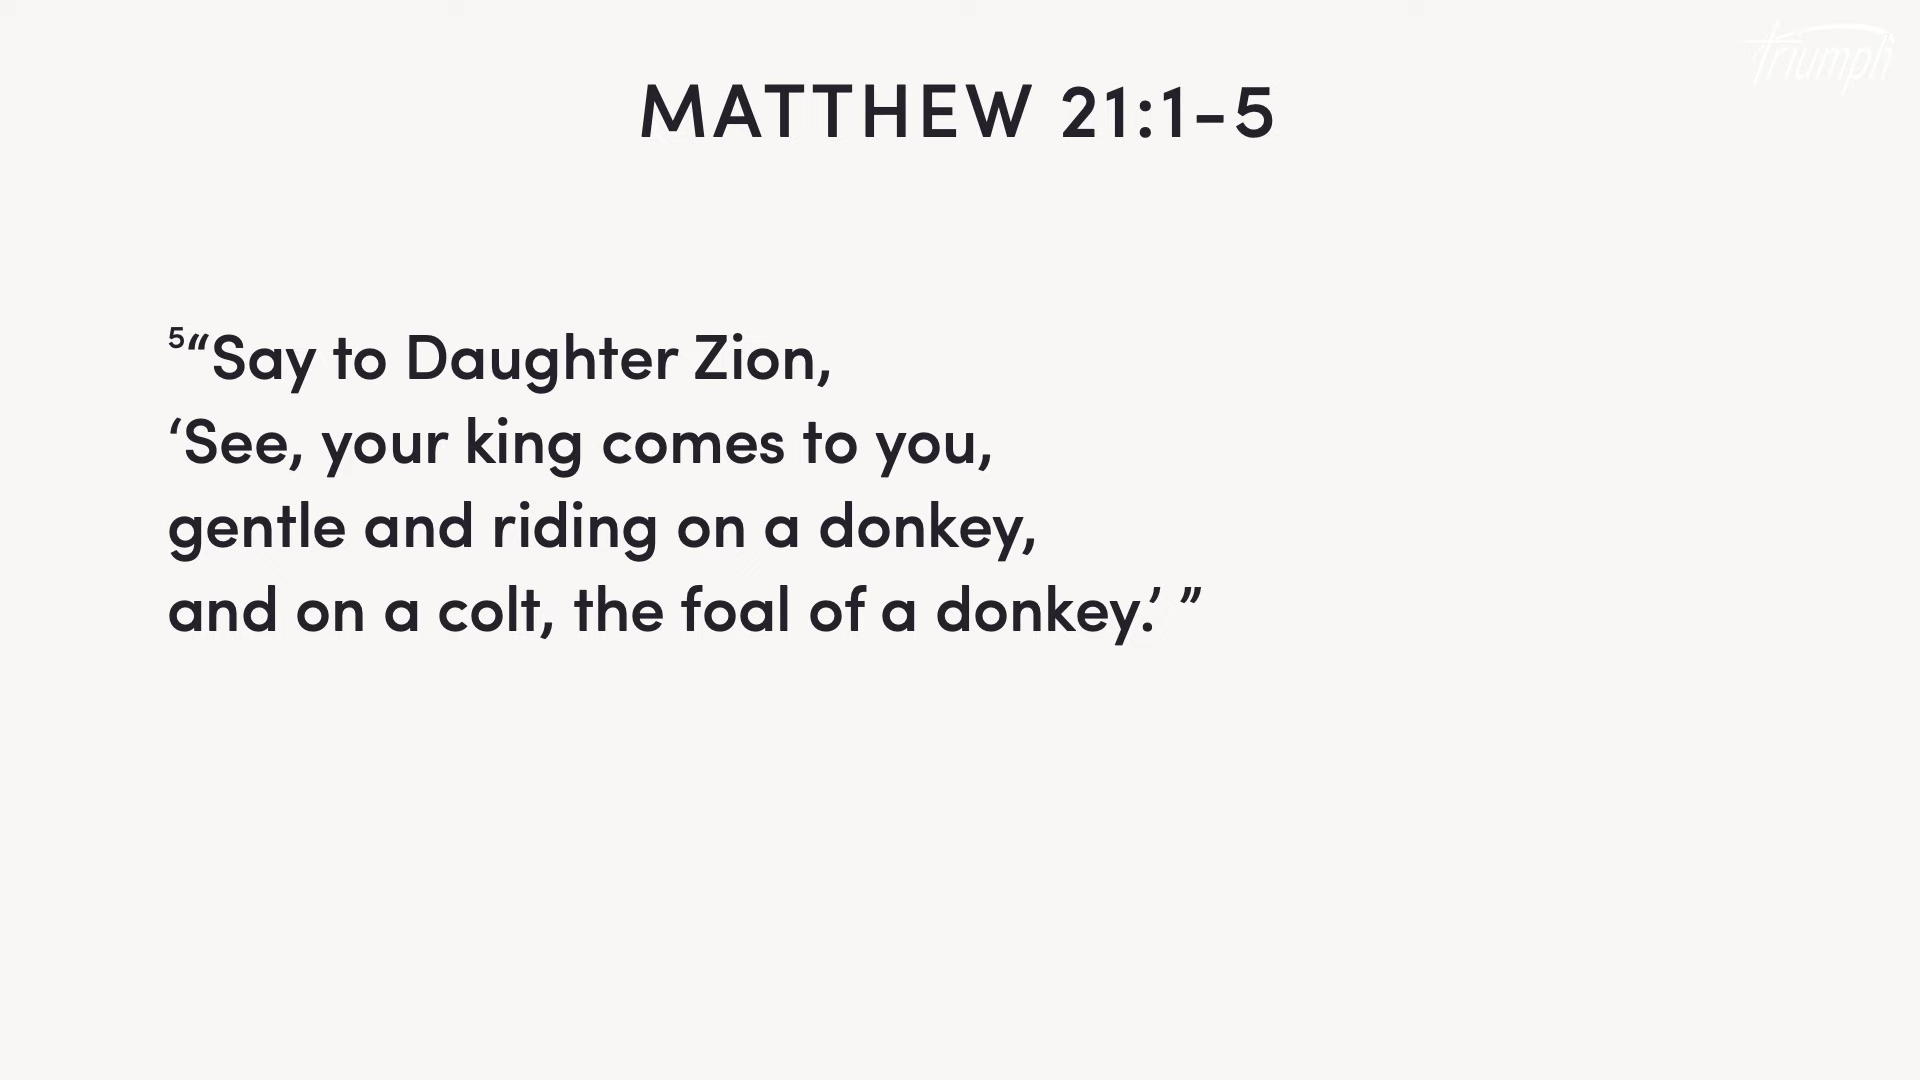 triumph
MATTHEW 21:1-5
⁵“Say to Daughter Zion,
‘See, your king comes to you,
gentle and riding on a donkey,
and on a colt, the foal of a donkey.’ ”